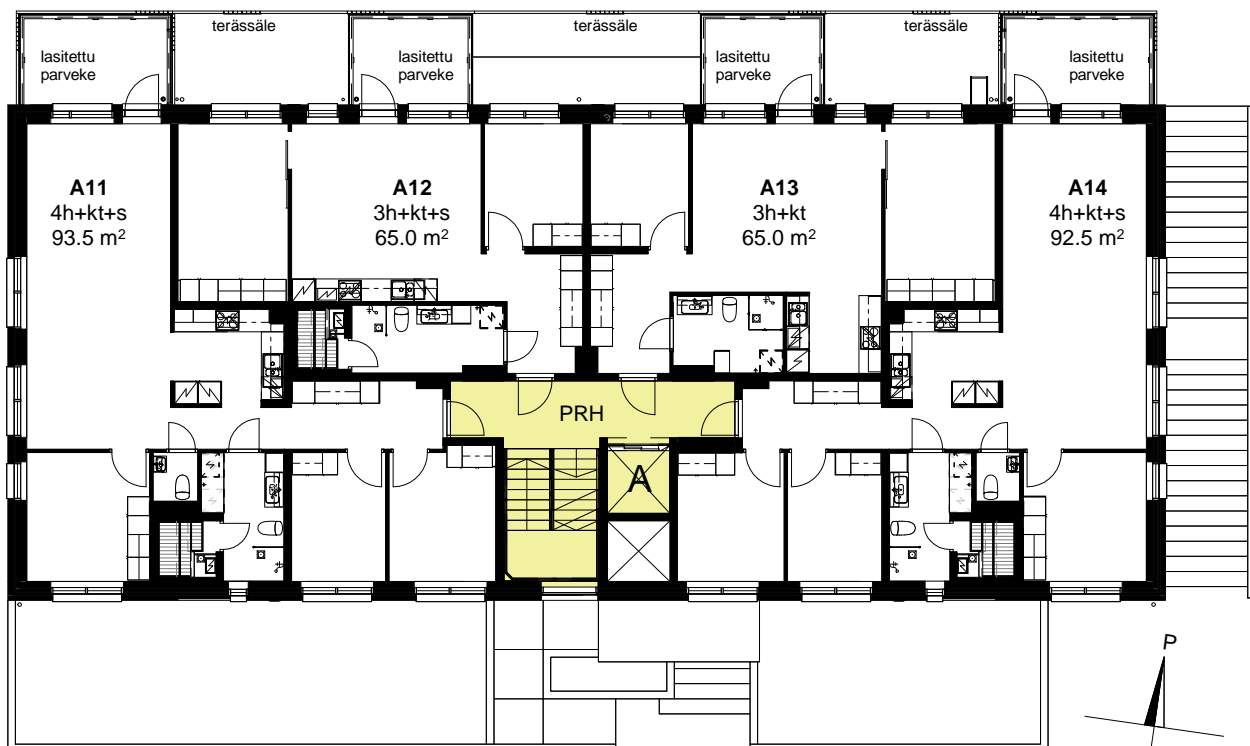 terässäle
terässäle
terässäle
lasitettu
parveke
lasitettu
parveke
lasitettu
parveke
lasitettu
parveke
A11
4h+kt+s
93.5 m²
A12
3h+kt+s
65.0 m²
A13
3h+kt
65.0 m²
A14
4h+kt+s
92.5 m²
PRH
A
P